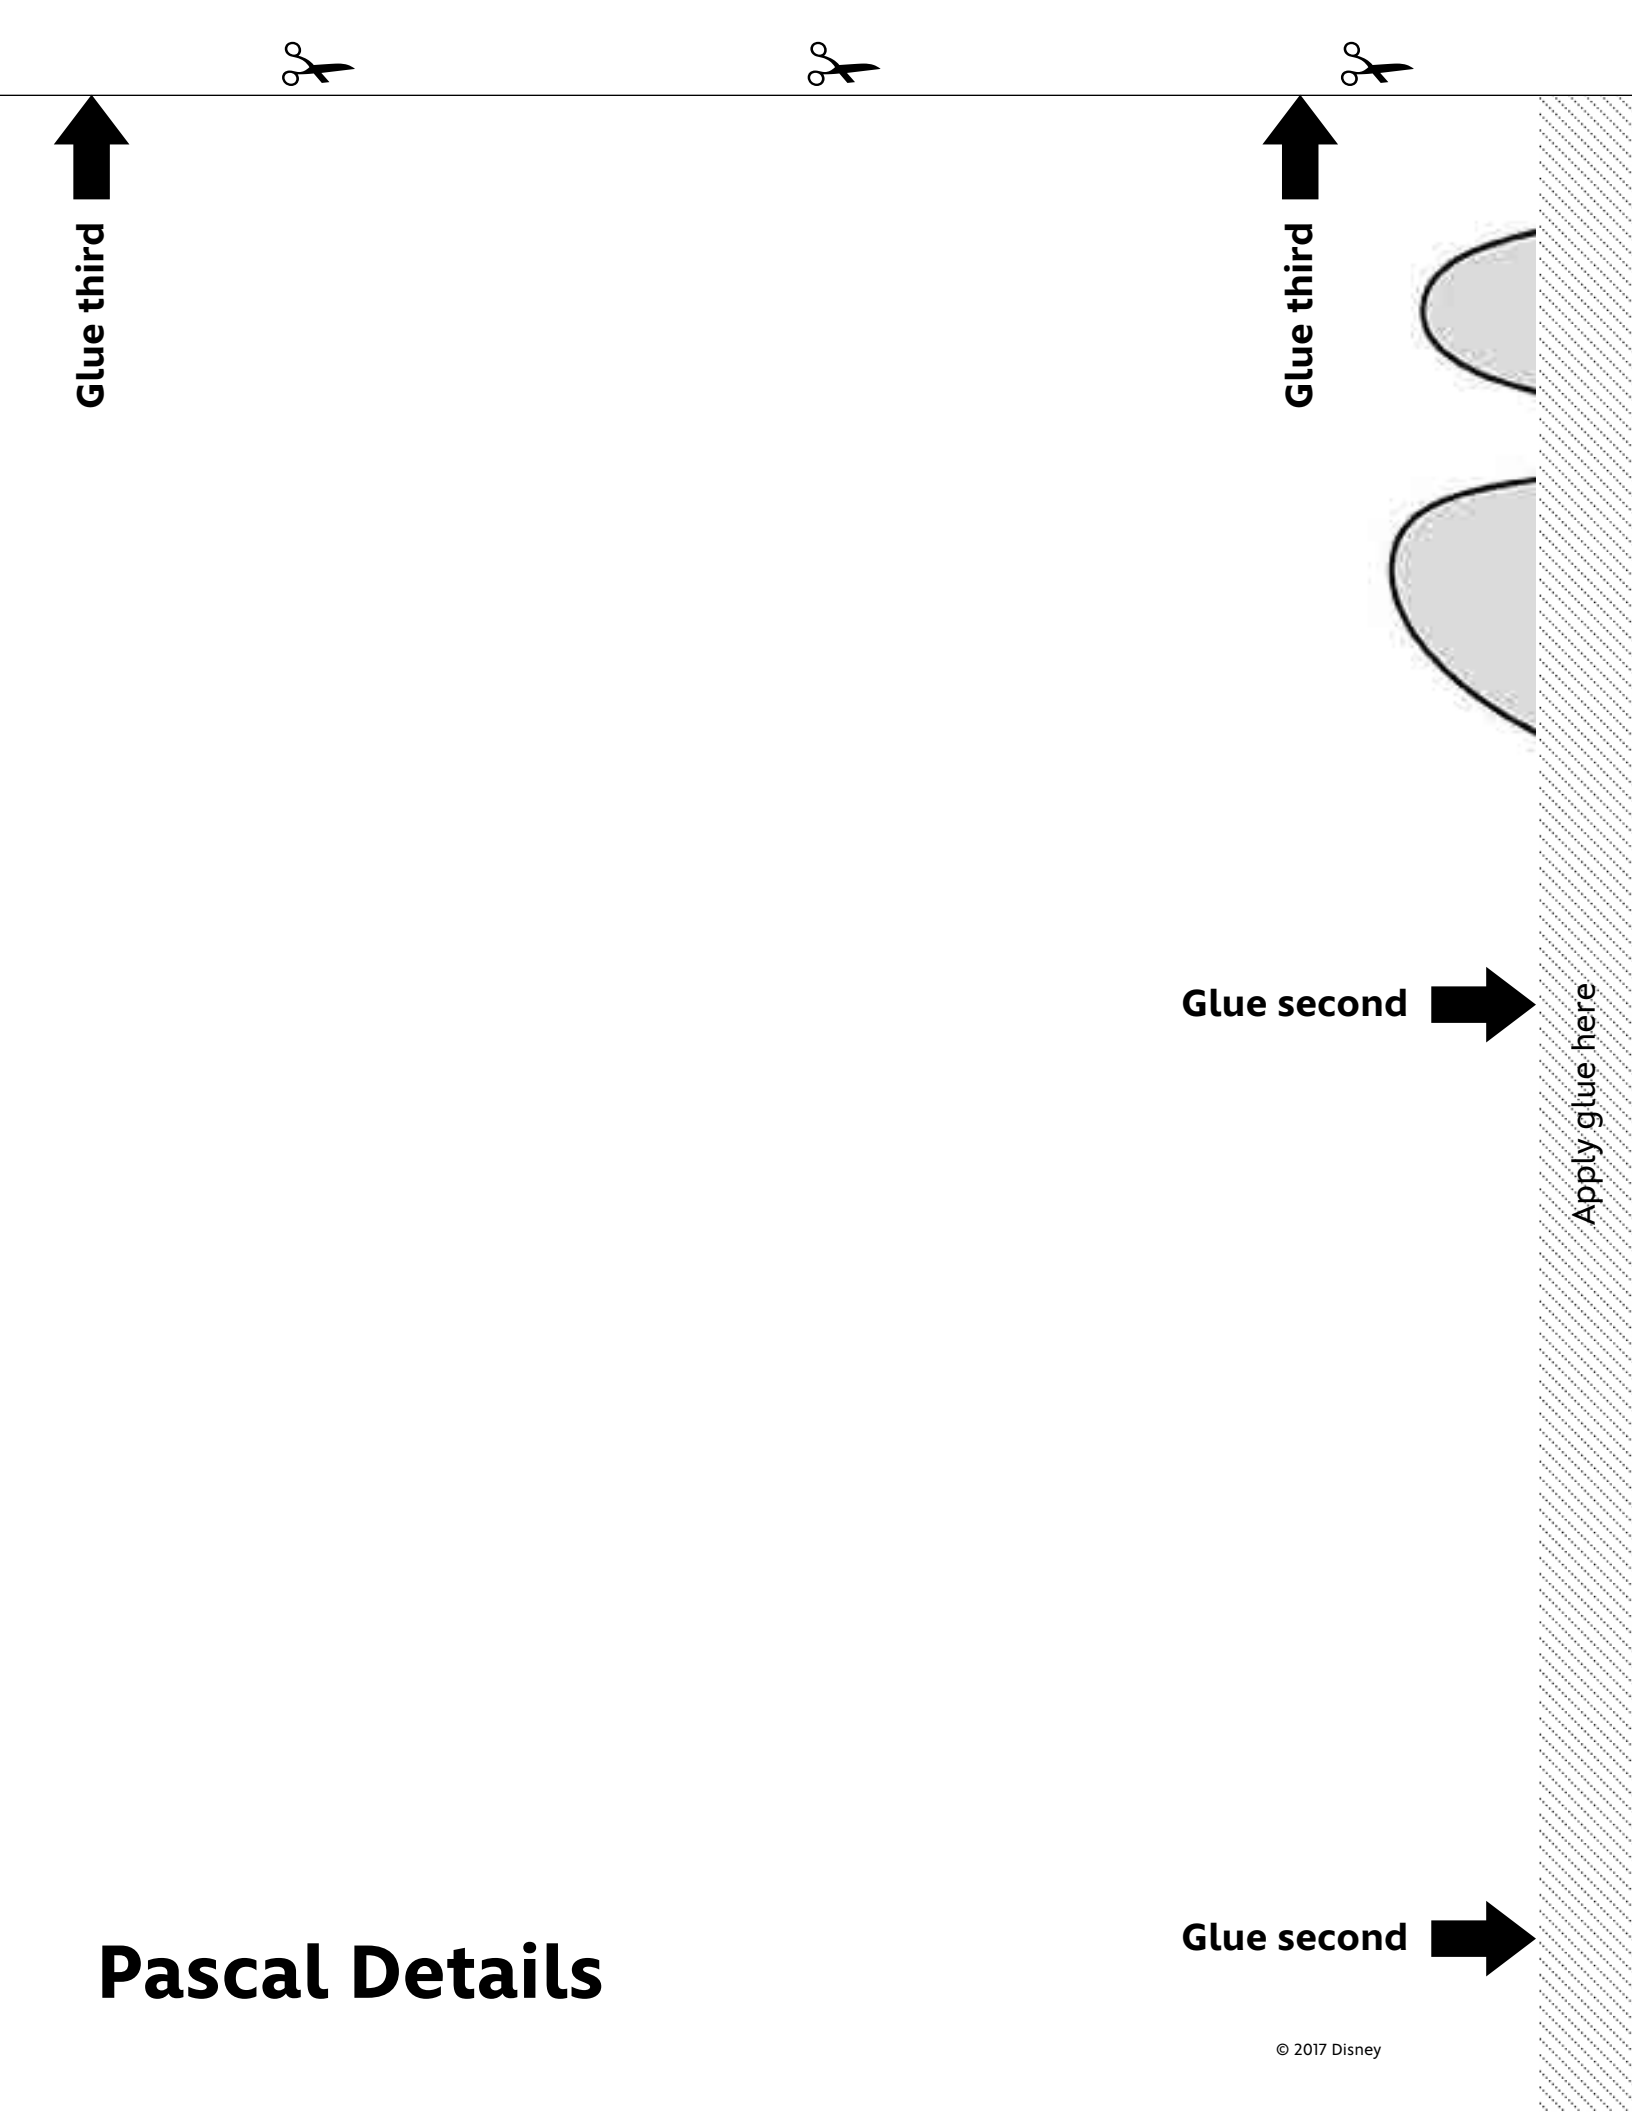 Glue third
Glue third
Glue second
Apply glue here
Glue second
Pascal Details
© 2017 Disney